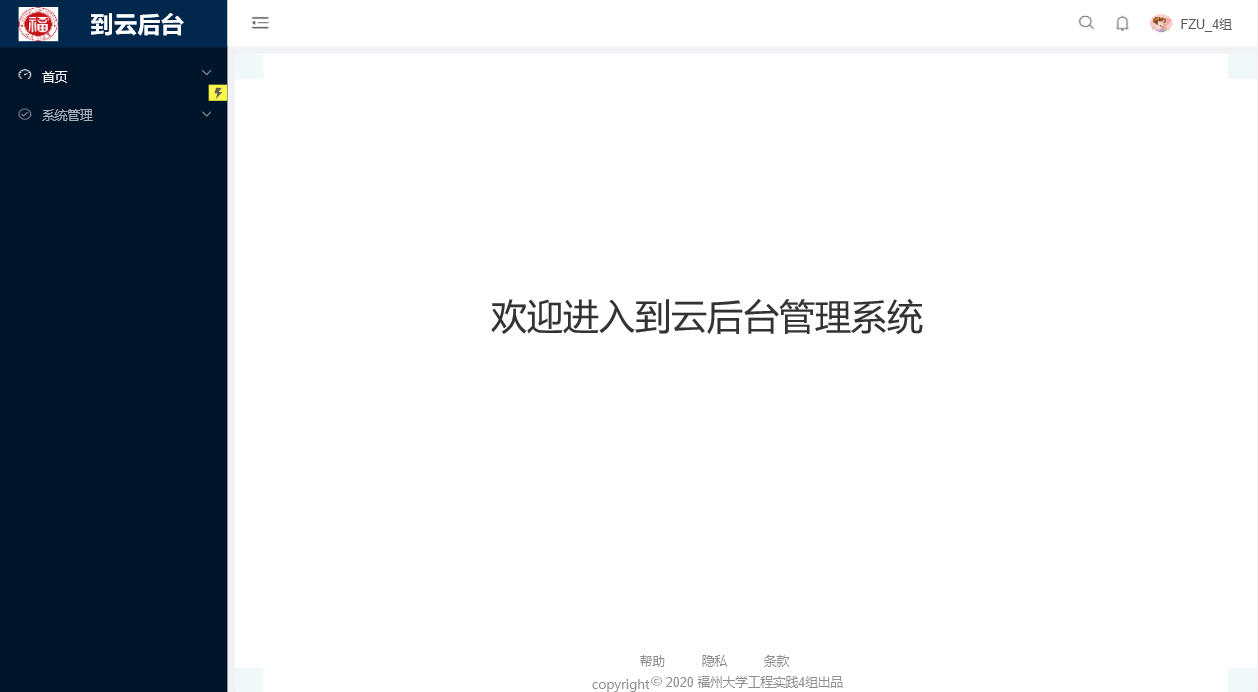 福
到云后台
FZU_4组
首页
系统管理
欢迎进入到云后台管理系统
帮助 隐私 条款
copyright© 2020 福州大学工程实践4组出品